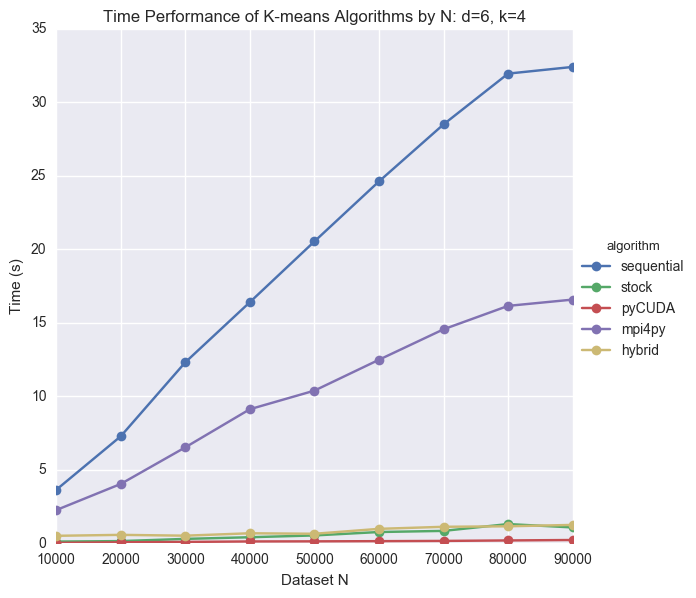 Time Performance of K-means Algorithms by N: d=6, k=4
Time (s)
35
30
25
20
15
10
5
0
10000 20000 30000 40000 50000 60000 70000 80000 90000
Dataset N
algorithm
sequential
stock
pyCUDA
mpi4py
hybrid